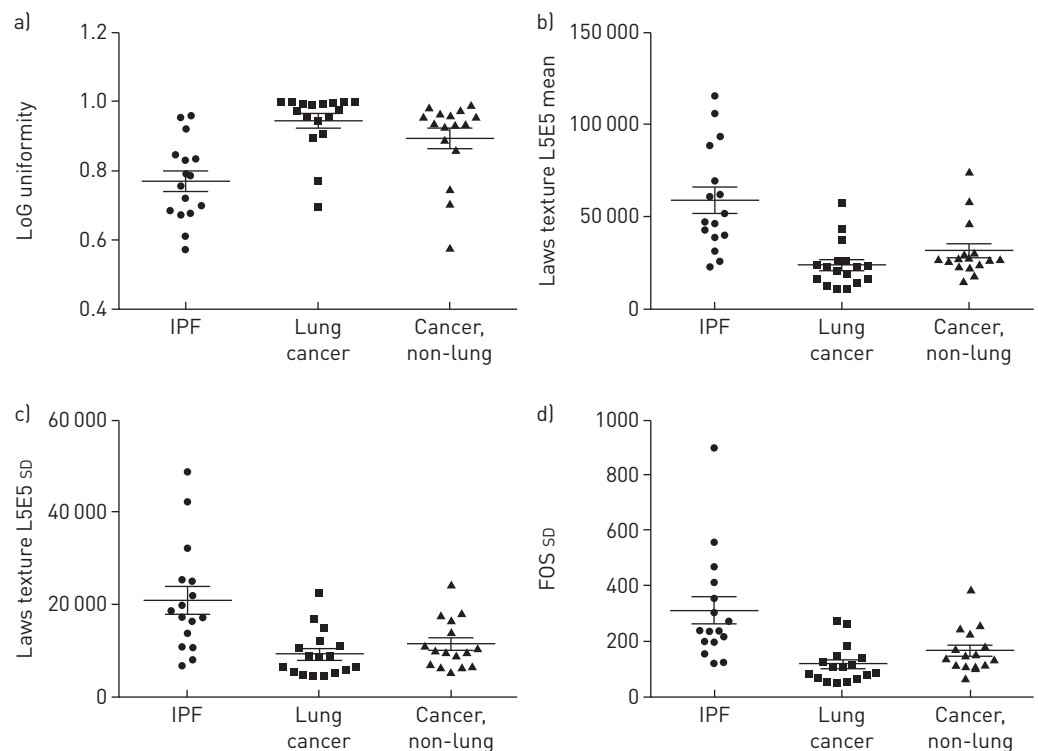 a)
1.2
1.0
0.8
0.6
0.4
LoG uniformity
IPF
Lung
cancer
Cancer,
non-lung
b)
150 000
100 000
50 000
0
Laws texture L5E5 mean
IPF
Lung
cancer
Cancer,
non-lung
c)
60 000
40 000
20 000
0
Laws texture L5E5 SD
IPF
Lung
cancer
Cancer,
non-lung
d)
1000
800
600
400
200
0
FOS SD
IPF
Lung
cancer
Cancer,
non-lung